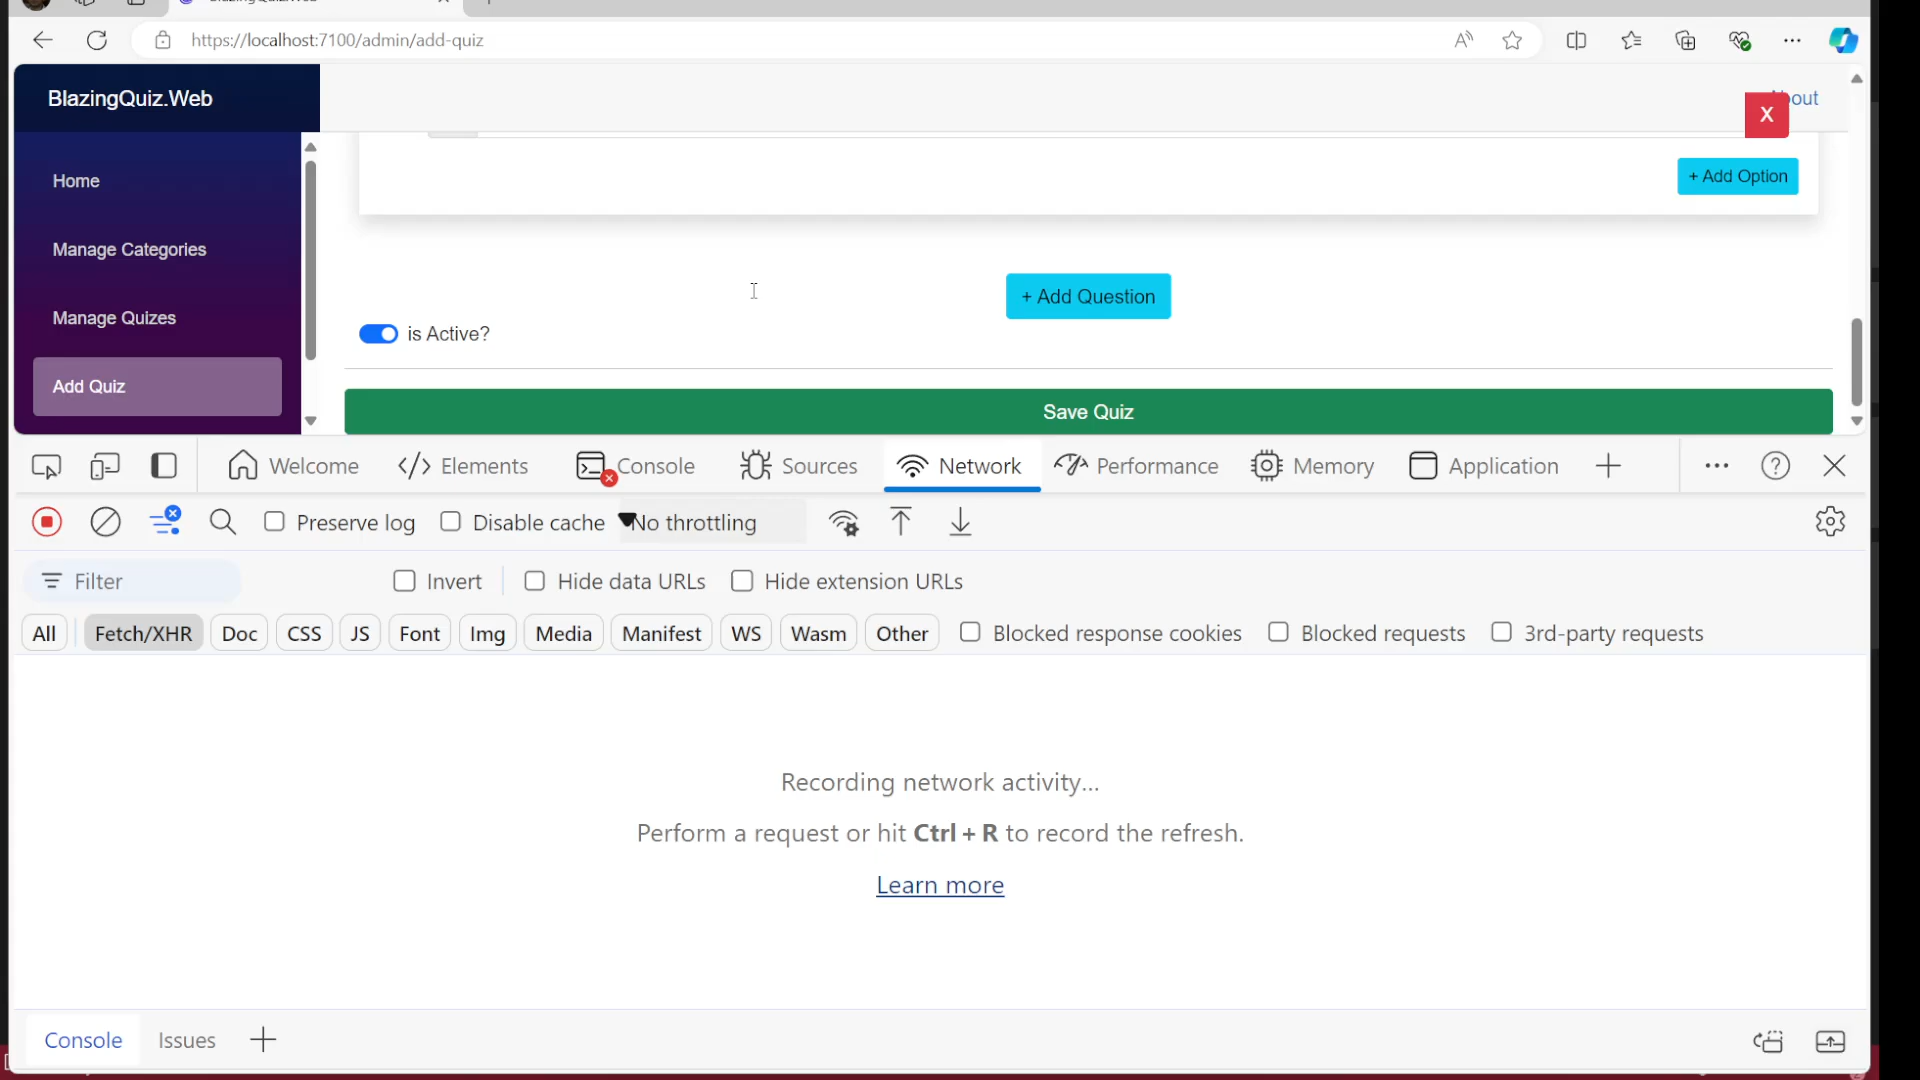 https://localhost:7100/admin/add-quiz
BlazingQuiz.Web
X
Home
+ Add Option
Manage Categories
+ Add Question
Manage Quizes
is Active?
Add Quiz
Save Quiz
Welcome Elements Console Sources Network Performance Memory Application
Preserve log Disable cache No throttling
Filter Invert Hide data URLs Hide extension URLs
All Fetch/XHR Doc CSS JS Font Img Media Manifest WS Wasm Other Blocked response cookies Blocked requests 3rd-party requests
Recording network activity...
Perform a request or hit Ctrl + R to record the refresh.
Learn more
Console Issues